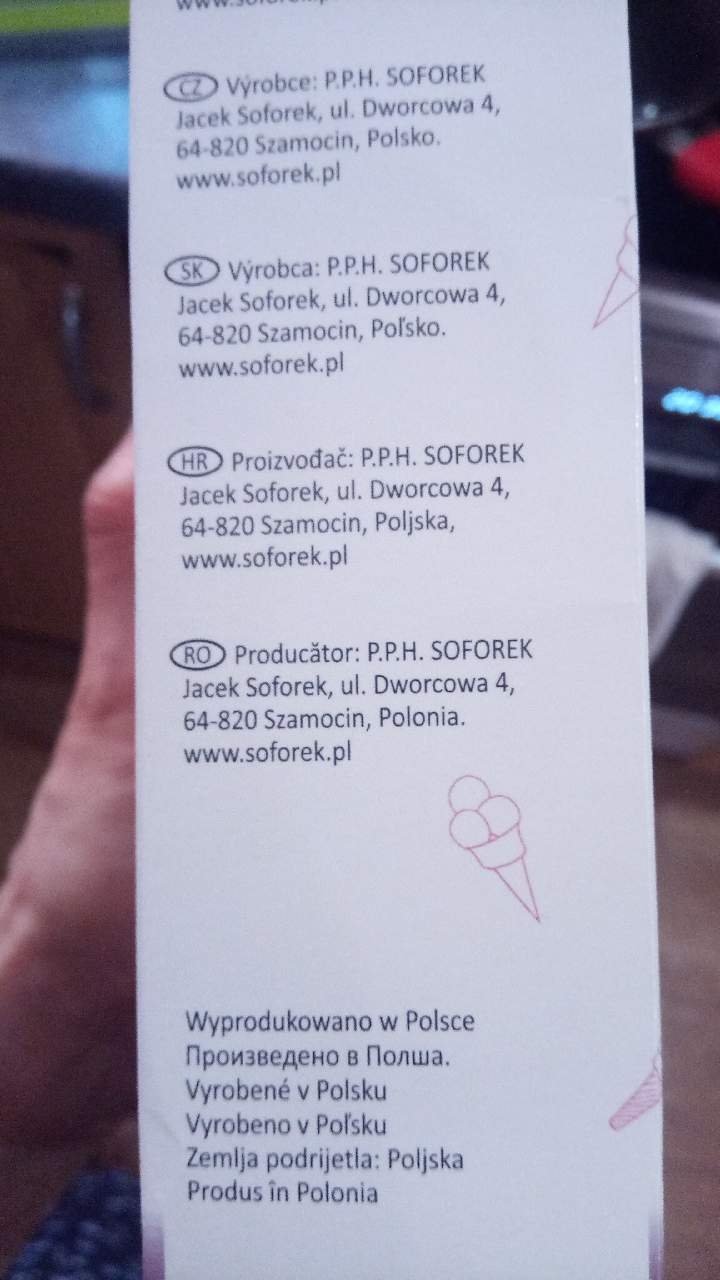 CZ Výrobce: P.P.H. SOFOREK
Jacek Soforek, ul. Dworcowa 4,
64-820 Szamocin, Polsko.
www.soforek.pl
SK Výrobca: P.P.H. SOFOREK
Jacek Soforek, ul. Dworcowa 4,
64-820 Szamocin, Poľsko.
www.soforek.pl
HR Proizvođač: P.P.H. SOFOREK
Jacek Soforek, ul. Dworcowa 4,
64-820 Szamocin, Poljska,
www.soforek.pl
RO Producător: P.P.H. SOFOREK
Jacek Soforek, ul. Dworcowa 4,
64-820 Szamocin, Polonia.
www.soforek.pl
Wyprodukowano w Polsce
Произведено в Полша.
Vyrobené v Polsku
Vyrobeno v Poľsku
Zemlja podrijetla: Poljska
Produs în Polonia